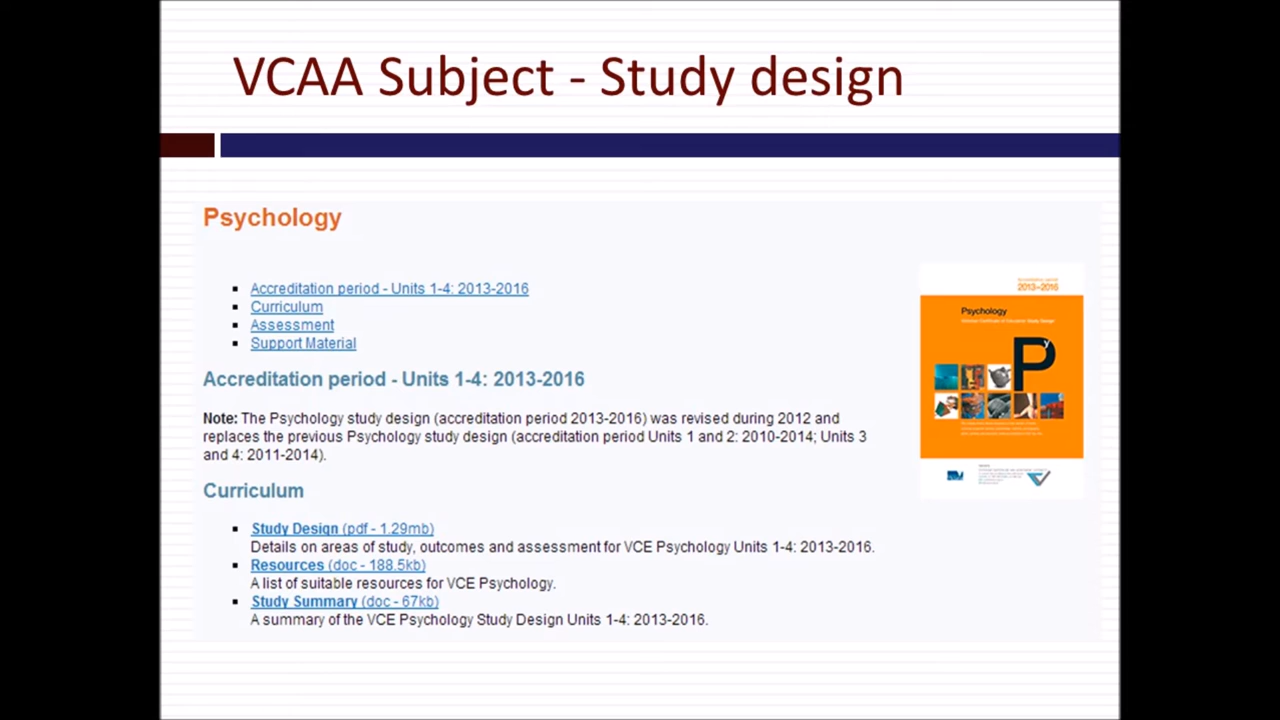 VCAA Subject - Study design
Psychology
Accreditation period - Units 1-4: 2013-2016
Curriculum
Assessment
Support Material
2013-2016
Psychology
Py
Accreditation period - Units 1-4: 2013-2016
Note: The Psychology study design (accreditation period 2013-2016) was revised during 2012 and
replaces the previous Psychology study design (accreditation period Units 1 and 2: 2010-2014; Units 3
and 4: 2011-2014).
Curriculum
Study Design (pdf - 1.29mb)
Details on areas of study, outcomes and assessment for VCE Psychology Units 1-4: 2013-2016.
Resources (doc - 188.5kb)
A list of suitable resources for VCE Psychology.
Study Summary (doc - 67kb)
A summary of the VCE Psychology Study Design Units 1-4: 2013-2016.